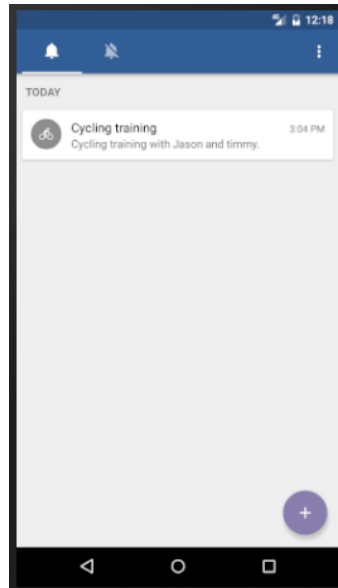 12:18
TODAY
Cycling training 3:04 PM
Cycling training with Jason and timmy.